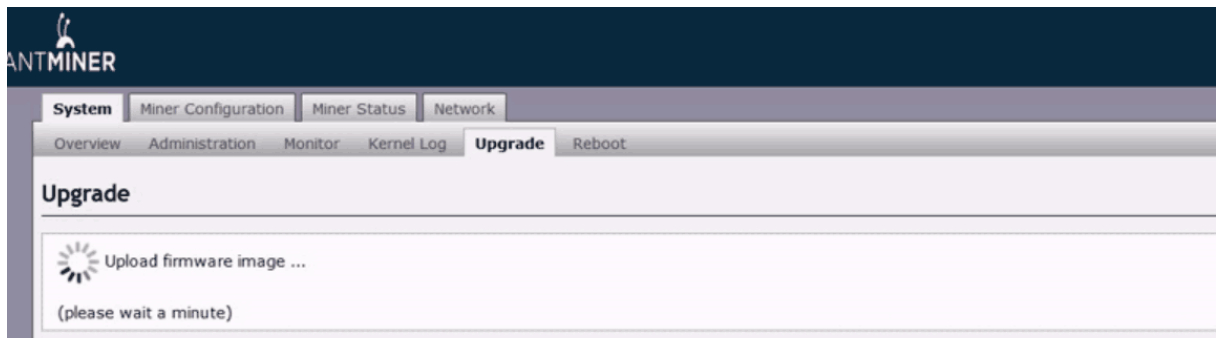 ANTMINER
System Miner Configuration Miner Status Network
Overview Administration Monitor Kernel Log Upgrade Reboot
Upgrade
Upload firmware image ...
(please wait a minute)